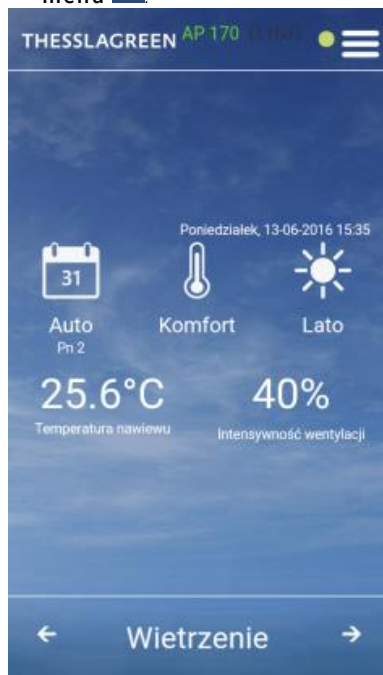 menu
THESSLAGREEN AP 170
Poniedziałek, 13-06-2016 15:35
31
Auto Komfort Lato
Pn 2
25.6°C 40%
Temperatura nawiewu Intensywność wentylacji
Wietrzenie